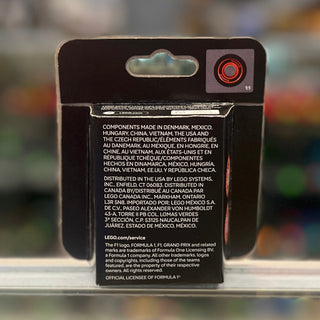 1:1
COMPONENTS MADE IN DENMARK, MEXICO,
HUNGARY, CHINA, VIETNAM, THE USA AND
THE CZECH REPUBLIC/ÉLÉMENTS FABRIQUÉS
AU DANEMARK, AU MEXIQUE, EN HONGRIE, EN
CHINE, AU VIETNAM, AUX ÉTATS-UNIS ET EN
RÉPUBLIQUE TCHÈQUE/COMPONENTES
HECHOS EN DINAMARCA, MÉXICO, HUNGRÍA,
CHINA, VIETNAM, EE.UU. Y REPÚBLICA CHECA.
DISTRIBUTED IN THE USA BY LEGO SYSTEMS,
INC., ENFIELD, CT 06083. DISTRIBUTED IN
CANADA BY/DISTRIBUÉ AU CANADA PAR
LEGO CANADA INC., MARKHAM, ONTARIO
L3R 5N8. IMPORTADO POR: LEGO MÉXICO S.A.
DE C.V., PASEO ALEXANDER VON HUMBOLDT
43-A, TORRE II PB COL. LOMAS VERDES
3ª SECCIÓN, C.P. 53125 NAUCALPAN DE
JUÁREZ, ESTADO DE MÉXICO, MÉXICO.
LEGO.com/service
The F1 logo, FORMULA 1, F1, GRAND PRIX and related
marks are trademarks of Formula One Licensing BV,
a Formula 1 company. All other trademarks, logos
and copyrights, including those of the teams
featured, are the property of their respective
owners. All rights reserved.
OFFICIAL LICENSEE OF FORMULA 1®